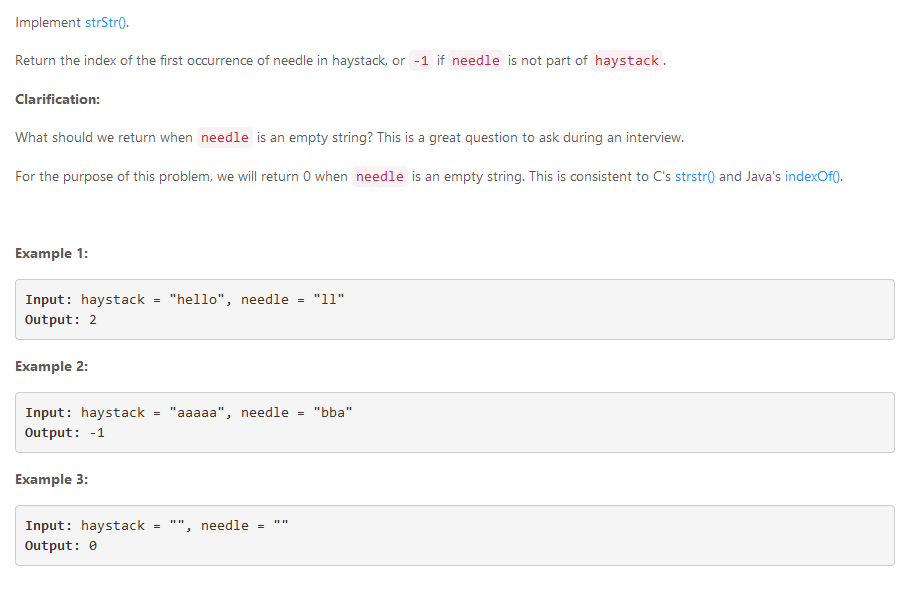 Implement strStr().
Return the index of the first occurrence of needle in haystack, or -1 if needle is not part of haystack.
Clarification:
What should we return when needle is an empty string? This is a great question to ask during an interview.
For the purpose of this problem, we will return 0 when needle is an empty string. This is consistent to C's strstr() and Java's indexOf().
Example 1:
Input: haystack = "hello", needle = "ll"
Output: 2
Example 2:
Input: haystack = "aaaaa", needle = "bba"
Output: -1
Example 3:
Input: haystack = "", needle = ""
Output: 0